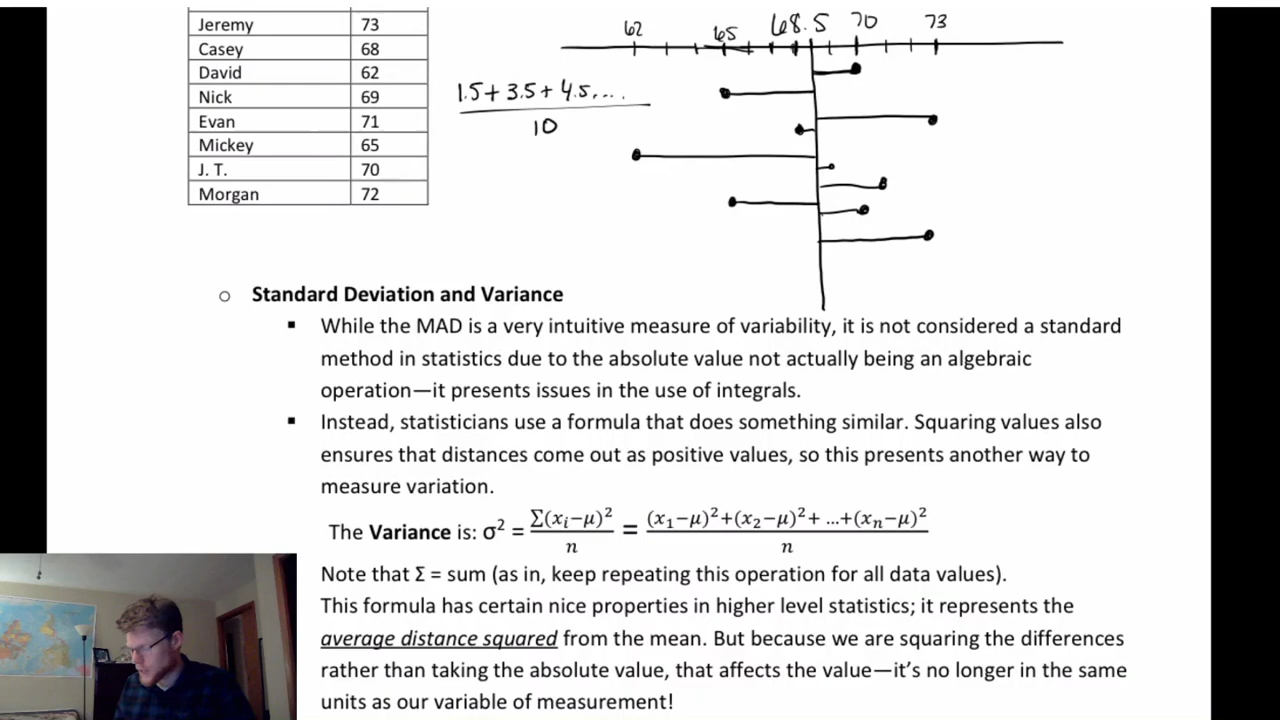 Jeremy 73
Casey 68
David 62
Nick 69
Evan 71
Mickey 65
J. T. 70
Morgan 72
62 65 68.5 70 73
1.5 + 3.5 + 4.5....
10
Standard Deviation and Variance
While the MAD is a very intuitive measure of variability, it is not considered a standard
method in statistics due to the absolute value not actually being an algebraic
operation—it presents issues in the use of integrals.
Instead, statisticians use a formula that does something similar. Squaring values also
ensures that distances come out as positive values, so this presents another way to
measure variation.
The Variance is: σ² = Σ(xᵢ−μ)²/n = (x₁−μ)²+(x₂−μ)²+ …+(xₙ−μ)²/n
Note that Σ = sum (as in, keep repeating this operation for all data values).
This formula has certain nice properties in higher level statistics; it represents the
average distance squared from the mean. But because we are squaring the differences
rather than taking the absolute value, that affects the value—it’s no longer in the same
units as our variable of measurement!